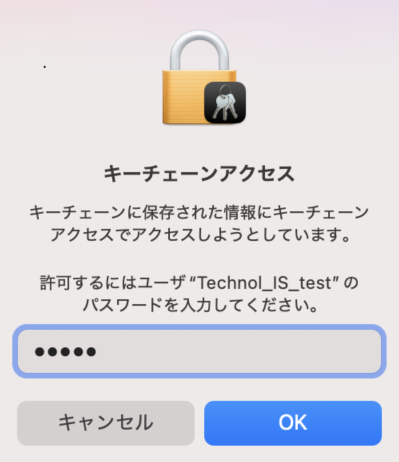 キーチェーンアクセス
キーチェーンに保存された情報にキーチェーン
アクセスでアクセスしようとしています。
許可するにはユーザ“Technol_IS_test”の
パスワードを入力してください。
•••••
キャンセル
OK